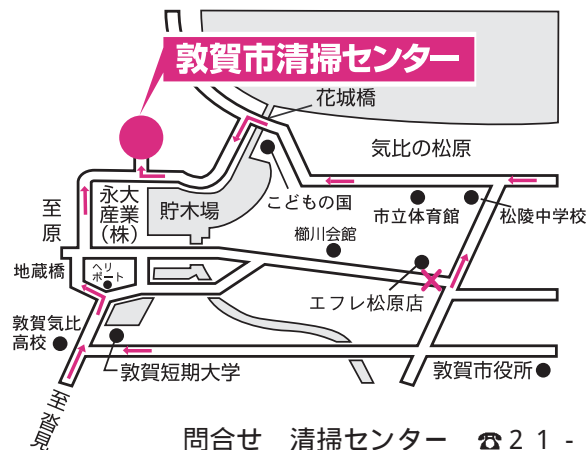 敦賀市清掃センター
花城橋
気比の松原
こどもの国
市立体育館
松陵中学校
永大
産業
(株)
貯木場
至原
櫛川会館
地蔵橋
ヘリ
ポート
エフレ松原店
敦賀気比
高校
敦賀短期大学
敦賀市役所
至沓見
問合せ 清掃センター ☎21-